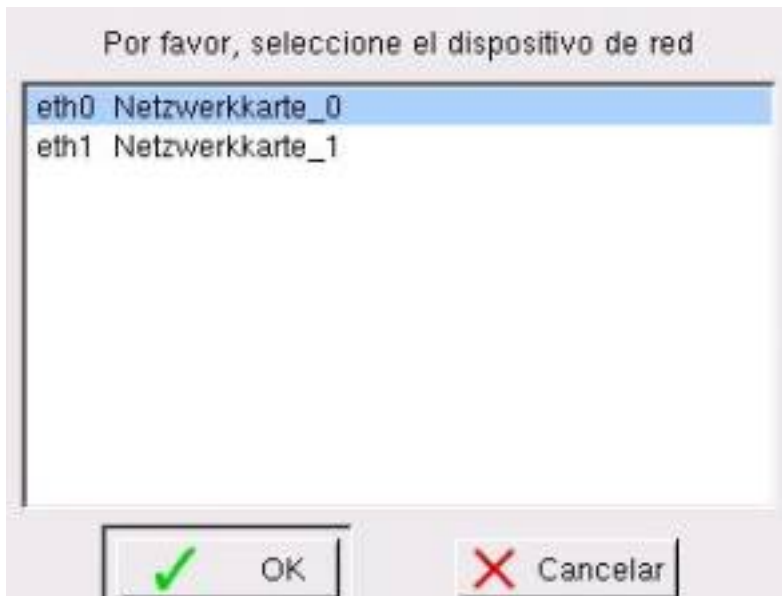 Por favor, seleccione el dispositivo de red
eth0 Netzwerkkarte_0
eth1 Netzwerkkarte_1
OK
Cancelar